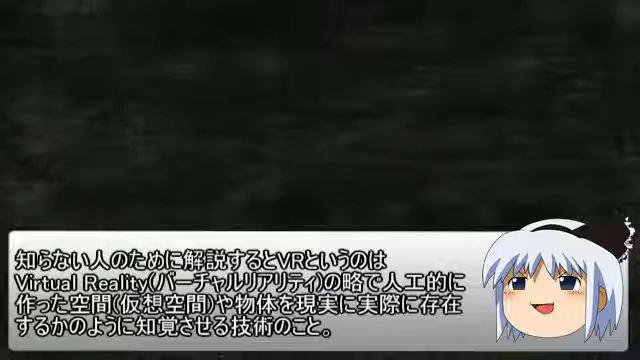 知らない人のために解説するとVRというのは
Virtual Reality(バーチャルリアリティ)の略で人工的に
作った空間(仮想空間)や物体を現実に実際に存在
するかのように知覚させる技術のこと。